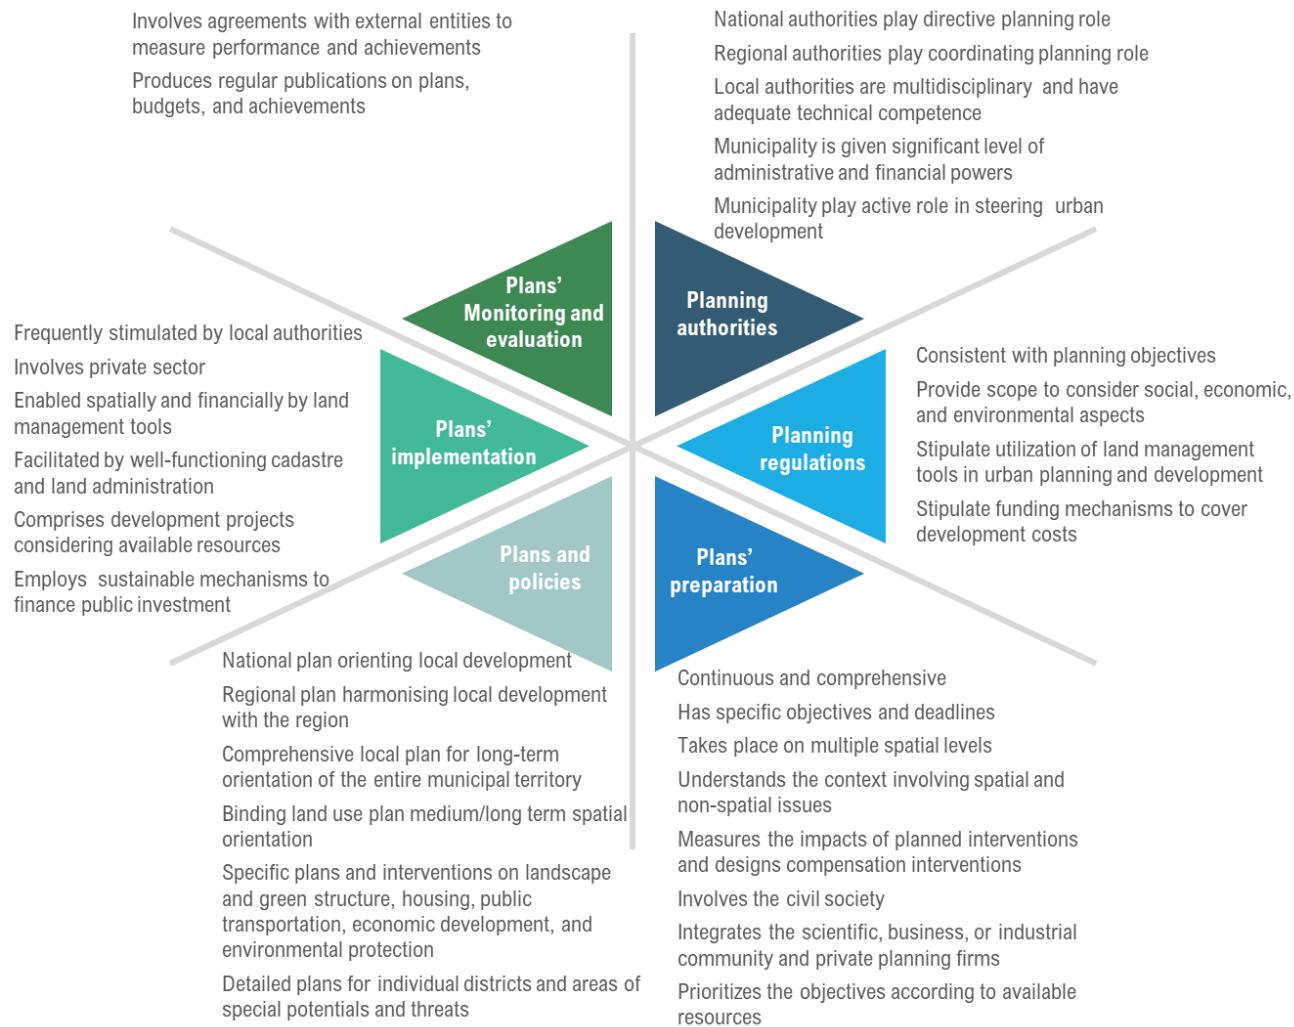 Involves agreements with external entities to
measure performance and achievements
Produces regular publications on plans,
budgets, and achievements
National authorities play directive planning role
Regional authorities play coordinating planning role
Local authorities are multidisciplinary and have
adequate technical competence
Municipality is given significant level of
administrative and financial powers
Municipality play active role in steering urban
development
Plans'
Monitoring and
evaluation
Planning
authorities
Frequently stimulated by local authorities
Involves private sector
Enabled spatially and financially by land
management tools
Facilitated by well-functioning cadastre
and land administration
Comprises development projects
considering available resources
Employs sustainable mechanisms to
finance public investment
Plans'
implementation
Planning
regulations
Consistent with planning objectives
Provide scope to consider social, economic,
and environmental aspects
Stipulate utilization of land management
tools in urban planning and development
Stipulate funding mechanisms to cover
development costs
Plans and
policies
Plans'
preparation
National plan orienting local development
Regional plan harmonising local development
with the region
Comprehensive local plan for long-term
orientation of the entire municipal territory
Binding land use plan medium/long term spatial
orientation
Specific plans and interventions on landscape
and green structure, housing, public
transportation, economic development, and
environmental protection
Detailed plans for individual districts and areas of
special potentials and threats
Continuous and comprehensive
Has specific objectives and deadlines
Takes place on multiple spatial levels
Understands the context involving spatial and
non-spatial issues
Measures the impacts of planned interventions
and designs compensation interventions
Involves the civil society
Integrates the scientific, business, or industrial
community and private planning firms
Prioritizes the objectives according to available
resources